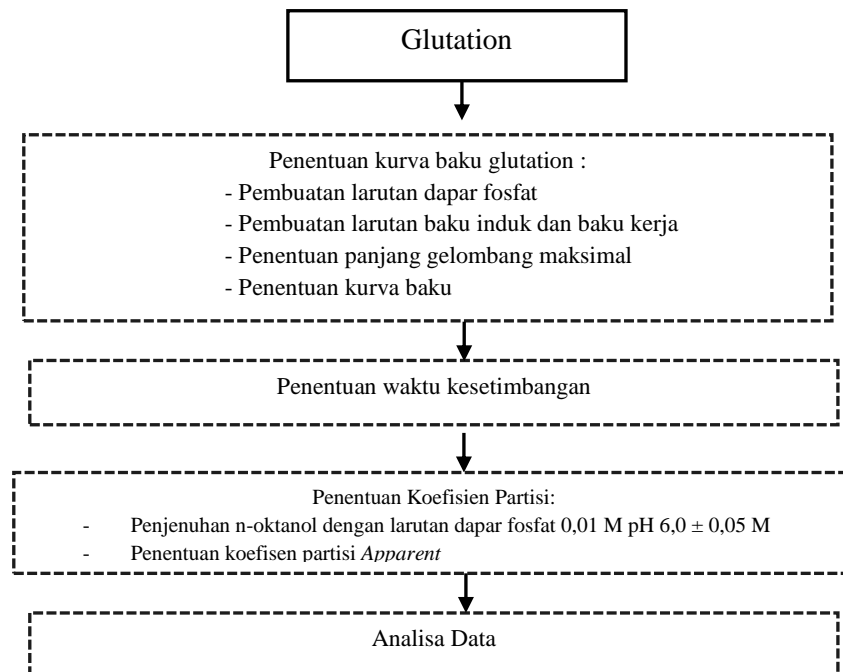 Glutation
Penentuan kurva baku glutation :
- Pembuatan larutan dapar fosfat
- Pembuatan larutan baku induk dan baku kerja
- Penentuan panjang gelombang maksimal
- Penentuan kurva baku
Penentuan waktu kesetimbangan
Penentuan Koefisien Partisi:
- Penjenuhan n-oktanol dengan larutan dapar fosfat 0,01 M pH 6,0 ± 0,05 M
- Penentuan koefisen partisi Apparent
Analisa Data